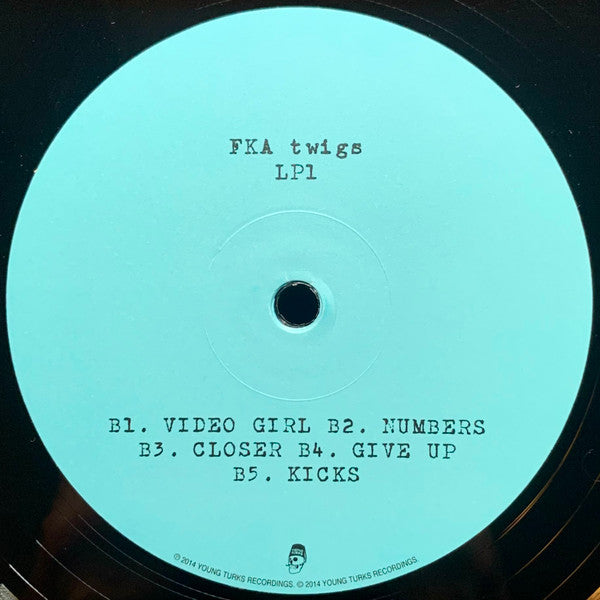 FKA twigs
LP1
B1. VIDEO GIRL B2. NUMBERS
B3. CLOSER B4. GIVE UP
B5. KICKS
℗ 2014 YOUNG TURKS RECORDINGS. © 2014 YOUNG TURKS RECORDINGS